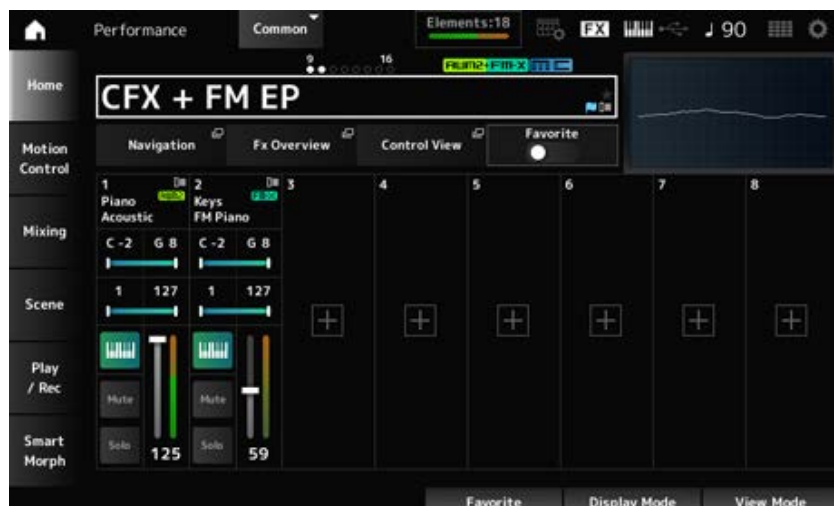 Performance Common Elements:18 FX ♩ 90
9 16 AWM2+FM-X MC
Home
CFX + FM EP
Navigation Fx Overview Control View Favorite
Motion
Control
1 2 3 4 5 6 7 8
Piano AWM2 Keys FM-X
Acoustic FM Piano
C -2 G 8 C -2 G 8
Mixing
1 127 1 127
Scene
Play
/ Rec
Mute Mute
Smart
Morph
Solo 125 Solo 59
Favorite Display Mode View Mode